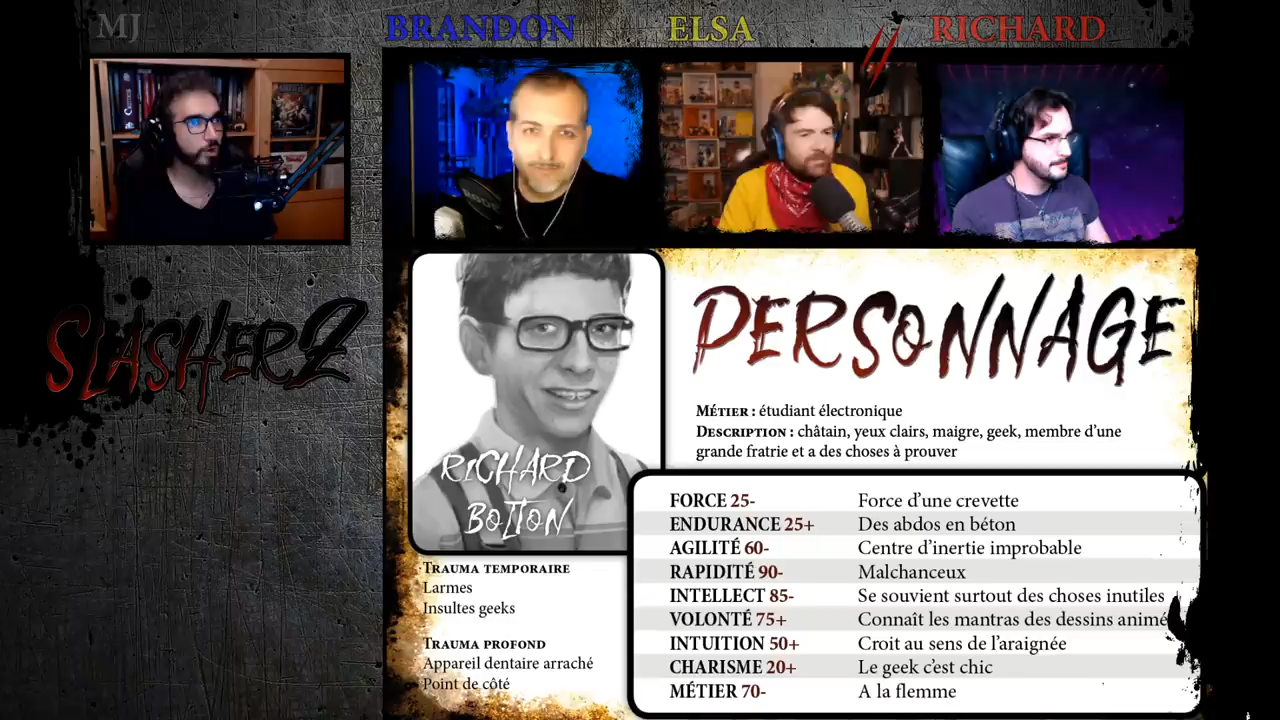 MJ
BRANDON
ELSA
RICHARD
SLASHERZ
PERSONNAGE
MÉTIER : étudiant électronique
DESCRIPTION : châtain, yeux clairs, maigre, geek, membre d'une
grande fratrie et a des choses à prouver
RICHARD
BOLTON
FORCE 25- Force d'une crevette
ENDURANCE 25+ Des abdos en béton
AGILITÉ 60- Centre d'inertie improbable
RAPIDITÉ 90- Malchanceux
INTELLECT 85- Se souvient surtout des choses inutiles
VOLONTÉ 75+ Connaît les mantras des dessins animé
INTUITION 50+ Croit au sens de l'araignée
CHARISME 20+ Le geek c'est chic
MÉTIER 70- A la flemme
TRAUMA TEMPORAIRE
Larmes
Insultes geeks
TRAUMA PROFOND
Appareil dentaire arraché
Point de côté